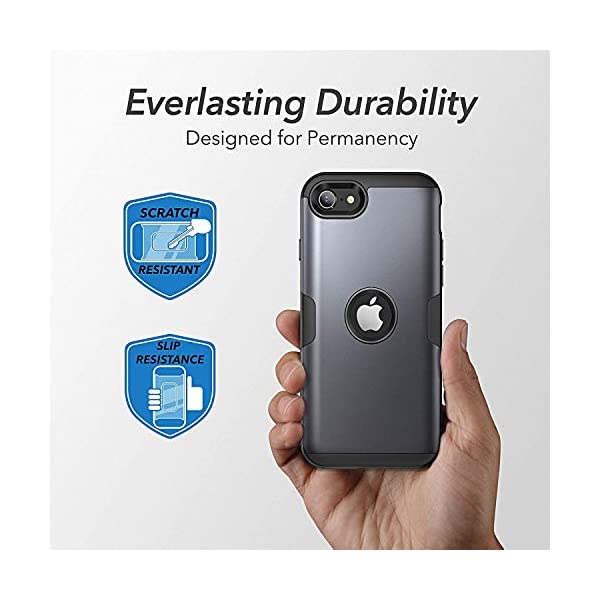 Everlasting Durability
Designed for Permanency
SCRATCH
RESISTANT
SLIP
RESISTANCE